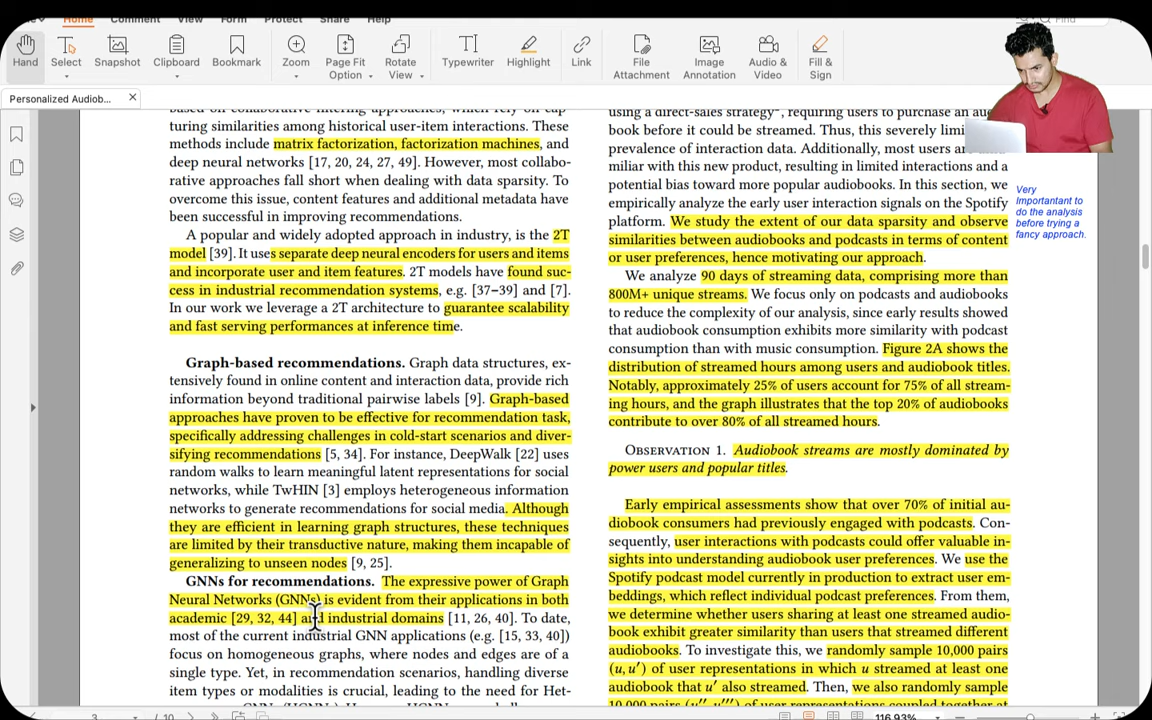 Home Comment View Form Protect Share Help
Find
Hand Select Snapshot Clipboard Bookmark Zoom Page Fit Option Rotate View Typewriter Highlight Link File Attachment Image Annotation Audio & Video Fill & Sign
Personalized Audiob...
turing similarities among historical user-item interactions. These
methods include matrix factorization, factorization machines, and
deep neural networks [17, 20, 24, 27, 49]. However, most collabo-
rative approaches fall short when dealing with data sparsity. To
overcome this issue, content features and additional metadata have
been successful in improving recommendations.
A popular and widely adopted approach in industry, is the 2T
model [39]. It uses separate deep neural encoders for users and items
and incorporate user and item features. 2T models have found suc-
cess in industrial recommendation systems, e.g. [37–39] and [7].
In our work we leverage a 2T architecture to guarantee scalability
and fast serving performances at inference time.
Graph-based recommendations. Graph data structures, ex-
tensively found in online content and interaction data, provide rich
information beyond traditional pairwise labels [9]. Graph-based
approaches have proven to be effective for recommendation task,
specifically addressing challenges in cold-start scenarios and diver-
sifying recommendations [5, 34]. For instance, DeepWalk [22] uses
random walks to learn meaningful latent representations for social
networks, while TwHIN [3] employs heterogeneous information
networks to generate recommendations for social media. Although
they are efficient in learning graph structures, these techniques
are limited by their transductive nature, making them incapable of
generalizing to unseen nodes [9, 25].
GNNs for recommendations. The expressive power of Graph
Neural Networks (GNNs) is evident from their applications in both
academic [29, 32, 44] and industrial domains [11, 26, 40]. To date,
most of the current industrial GNN applications (e.g. [15, 33, 40])
focus on homogeneous graphs, where nodes and edges are of a
single type. Yet, in recommendation scenarios, handling diverse
item types or modalities is crucial, leading to the need for Het-
using a direct-sales strategy, requiring users to purchase an
book before it could be streamed. Thus, this severely
prevalence of interaction data. Additionally, most users
miliar with this new product, resulting in limited interactions and a
potential bias toward more popular audiobooks. In this section, we
empirically analyze the early user interaction signals on the Spotify
platform. We study the extent of our data sparsity and observe
similarities between audiobooks and podcasts in terms of content
or user preferences, hence motivating our approach.
We analyze 90 days of streaming data, comprising more than
800M+ unique streams. We focus only on podcasts and audiobooks
to reduce the complexity of our analysis, since early results showed
that audiobook consumption exhibits more similarity with podcast
consumption than with music consumption. Figure 2A shows the
distribution of streamed hours among users and audiobook titles.
Notably, approximately 25% of users account for 75% of all stream-
ing hours, and the graph illustrates that the top 20% of audiobooks
contribute to over 80% of all streamed hours.
Observation 1. Audiobook streams are mostly dominated by
power users and popular titles.
Early empirical assessments show that over 70% of initial au-
diobook consumers had previously engaged with podcasts. Con-
sequently, user interactions with podcasts could offer valuable in-
sights into understanding audiobook user preferences. We use the
Spotify podcast model currently in production to extract user em-
beddings, which reflect individual podcast preferences. From them,
we determine whether users sharing at least one streamed audio-
book exhibit greater similarity than users that streamed different
audiobooks. To investigate this, we randomly sample 10,000 pairs
(u, u′) of user representations in which u streamed at least one
audiobook that u′ also streamed. Then, we also randomly sample
Very
Importantant to
do the analysis
before trying a
fancy approach.
3 / 10
116.93%